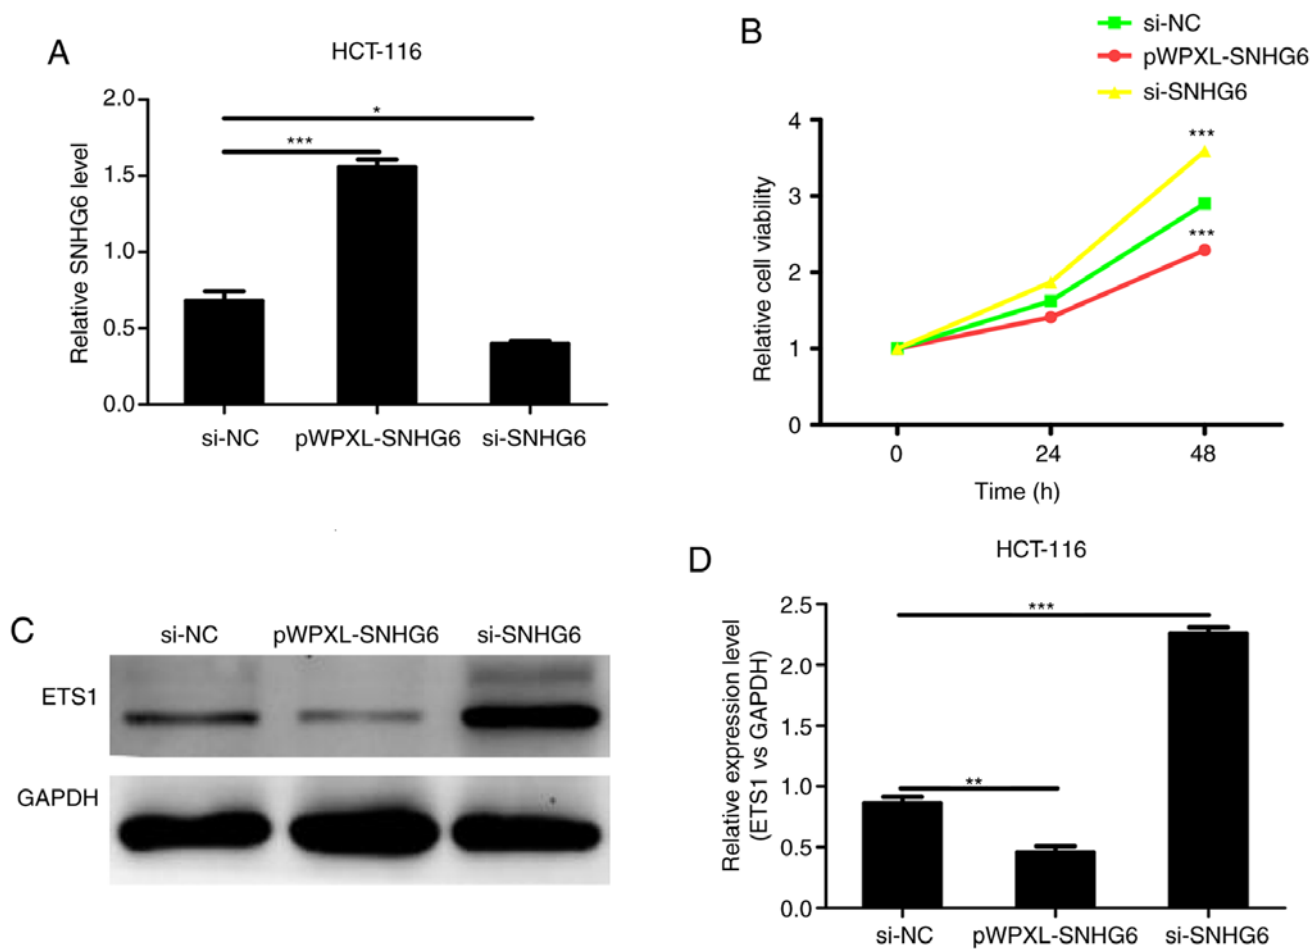 A
HCT-116
Relative SNHG6 level
2.0
1.5
1.0
0.5
0.0
*
***
si-NC pWPXL-SNHG6 si-SNHG6
B
si-NC
pWPXL-SNHG6
si-SNHG6
Relative cell viability
4
3
2
1
0
***
***
0 24 48
Time (h)
C
si-NC pWPXL-SNHG6 si-SNHG6
ETS1
GAPDH
D
HCT-116
Relative expression level
(ETS1 vs GAPDH)
2.5
2.0
1.5
1.0
0.5
0.0
***
**
si-NC pWPXL-SNHG6 si-SNHG6